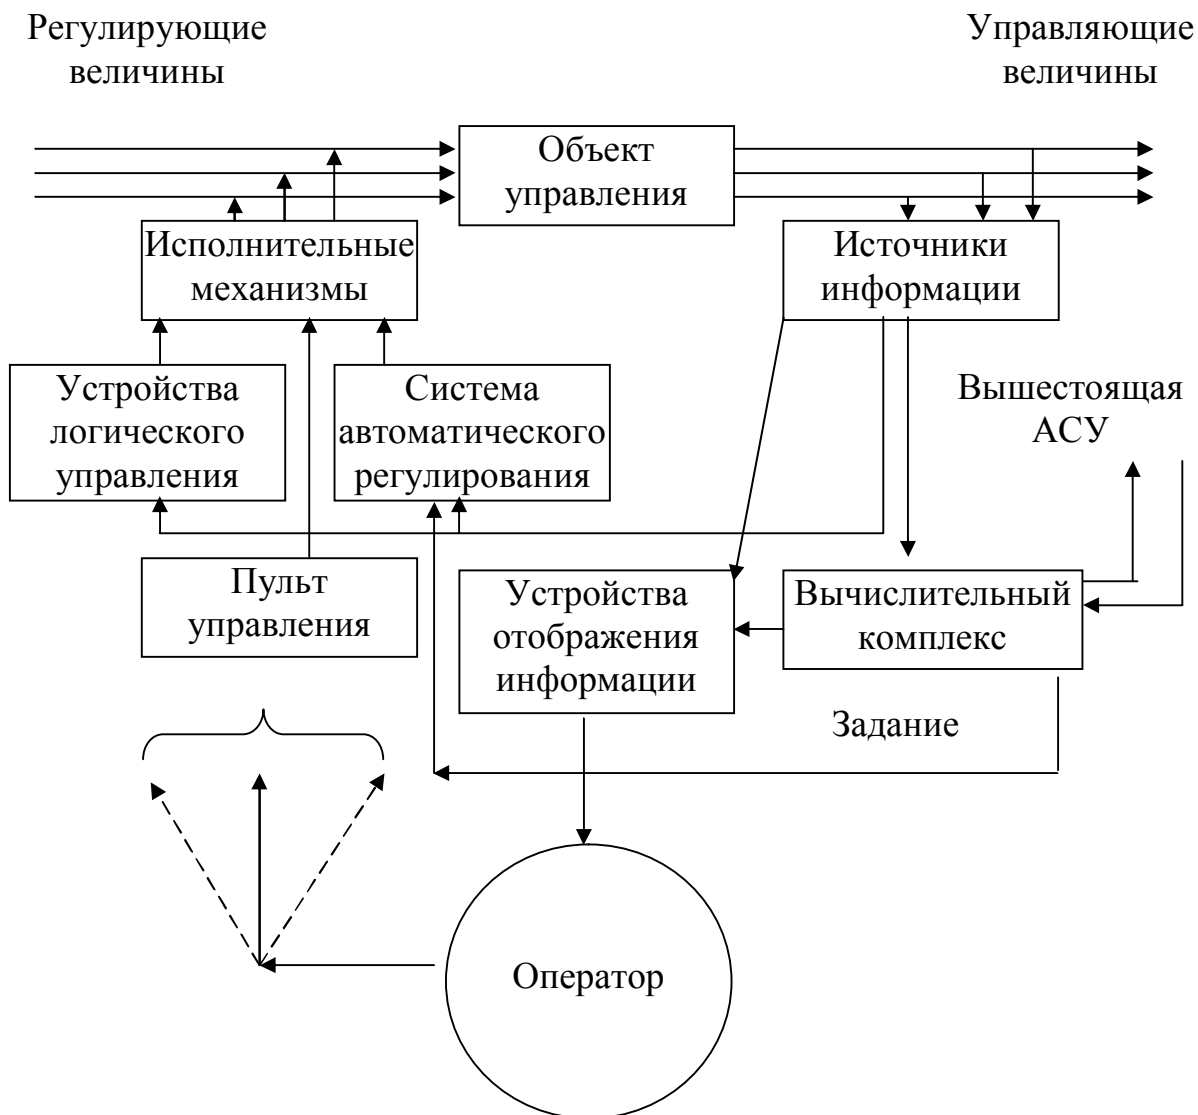 Регулирующие
величины
Управляющие
величины
Объект
управления
Исполнительные
механизмы
Источники
информации
Устройства
логического
управления
Система
автоматического
регулирования
Вышестоящая
АСУ
Пульт
управления
Устройства
отображения
информации
Вычислительный
комплекс
Задание
Оператор